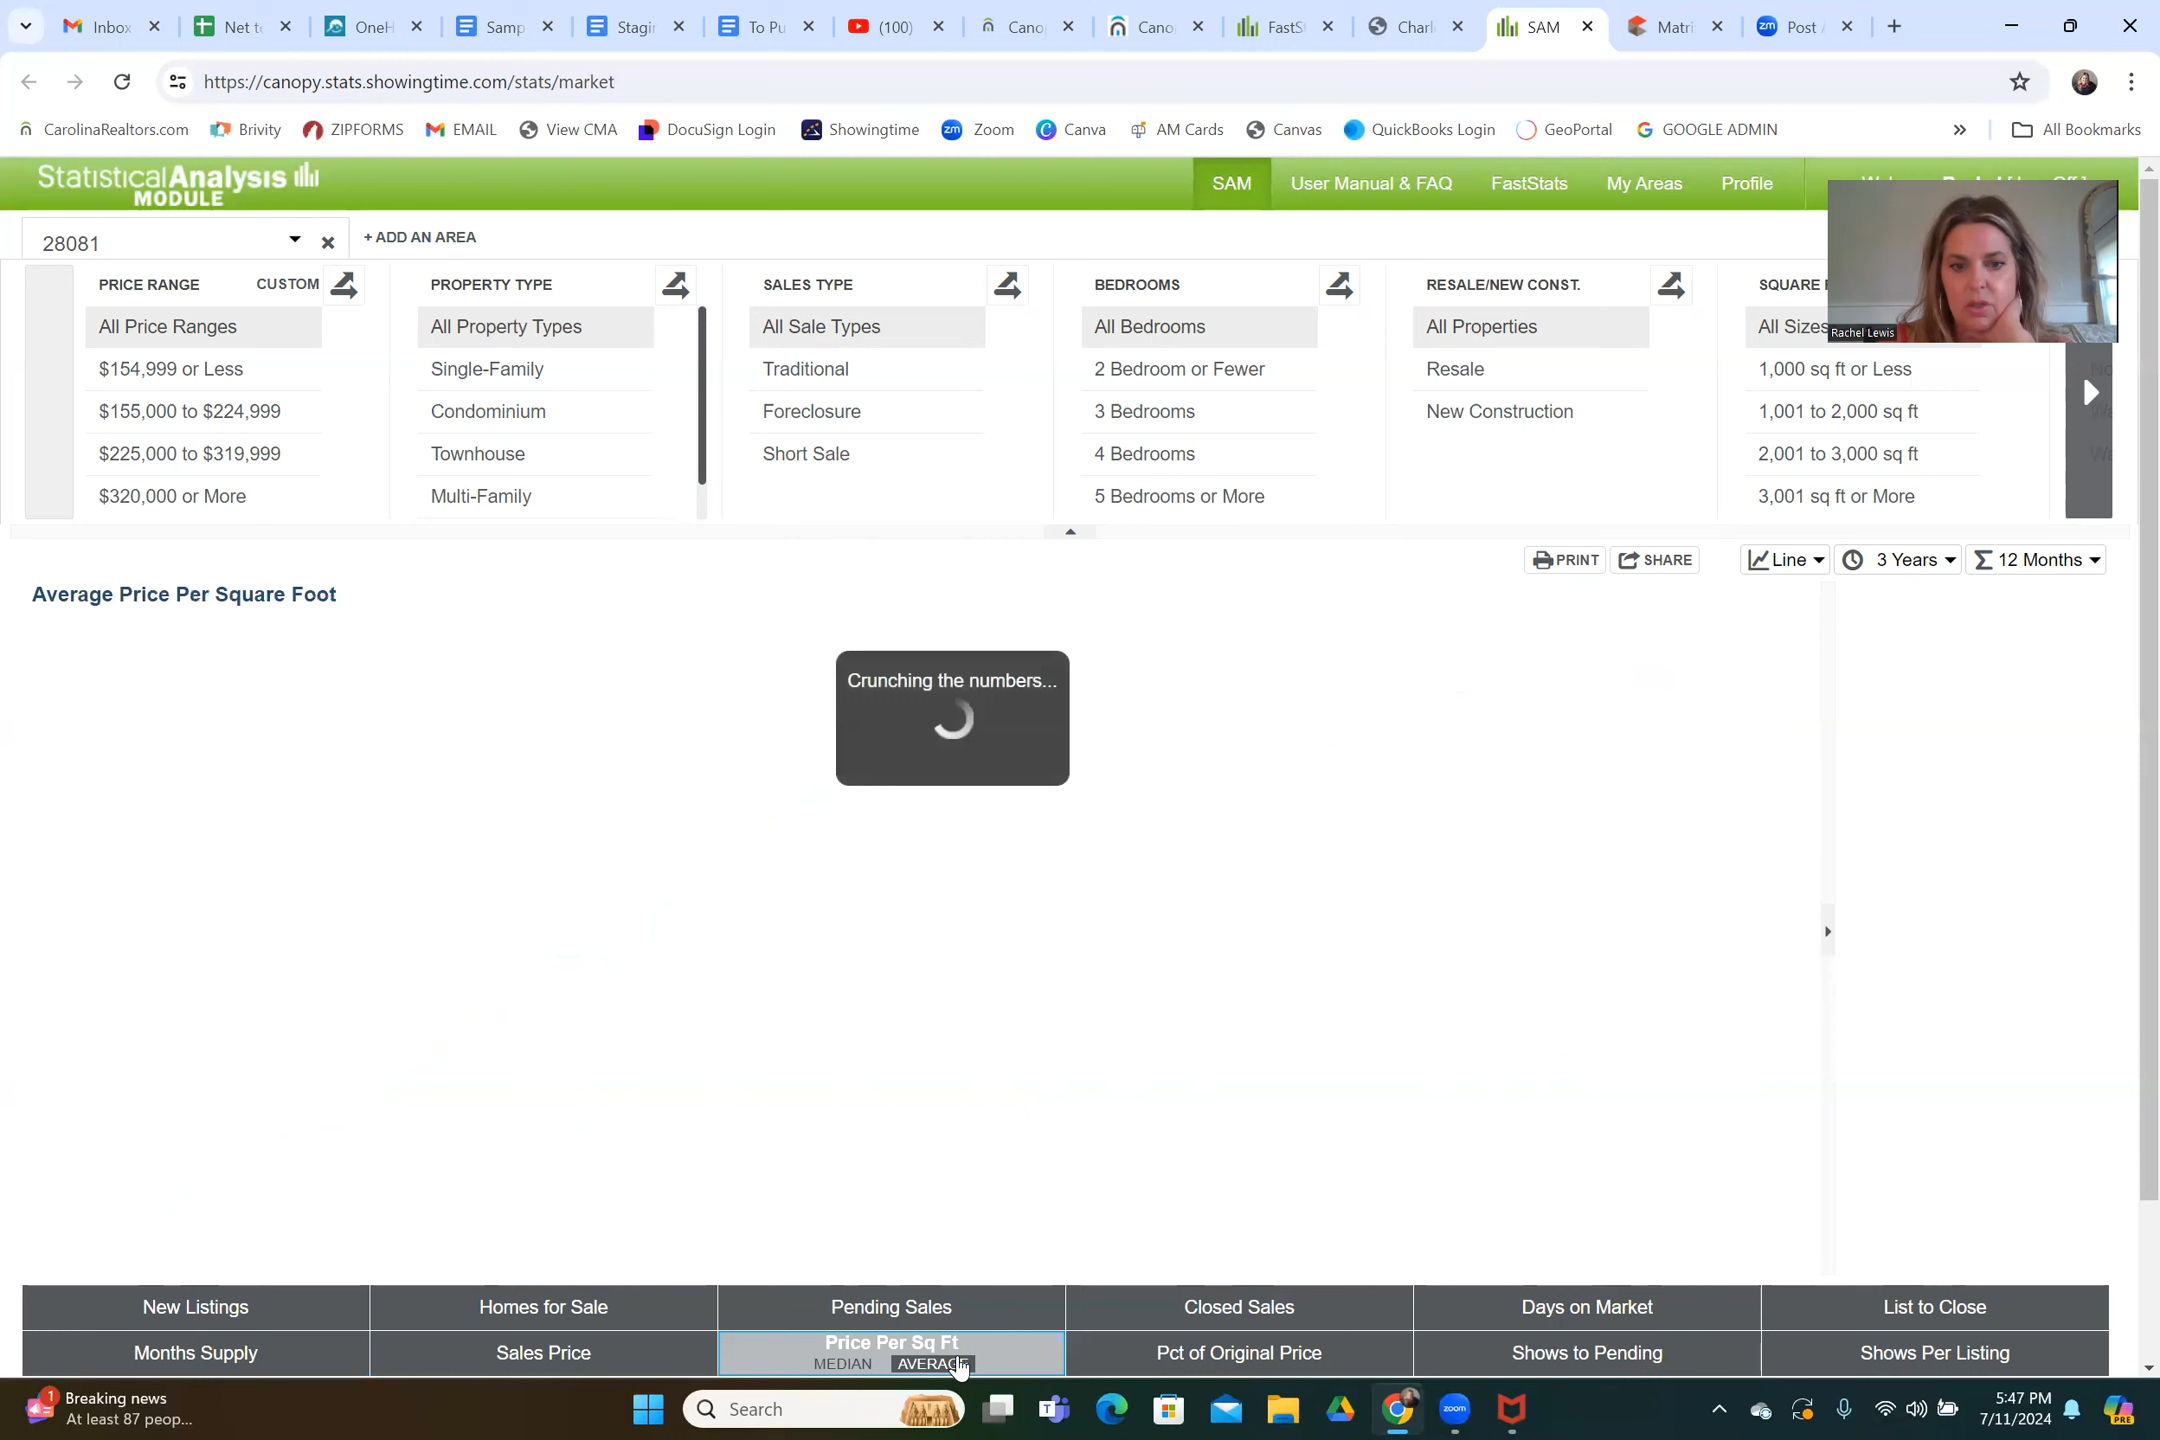 Inbox
Net to
OneH
Samp
Stagin
To Pu
(100)
Cano
Cano
FastS
Charl
SAM
Matri
Post
https://canopy.stats.showingtime.com/stats/market
CarolinaRealtors.com
Brivity
ZIPFORMS
EMAIL
View CMA
DocuSign Login
Showingtime
Zoom
Canva
AM Cards
Canvas
QuickBooks Login
GeoPortal
GOOGLE ADMIN
All Bookmarks
StatisticalAnalysis
MODULE
SAM
User Manual & FAQ
FastStats
My Areas
Profile
28081
+ ADD AN AREA
PRICE RANGE CUSTOM
All Price Ranges
$154,999 or Less
$155,000 to $224,999
$225,000 to $319,999
$320,000 or More
PROPERTY TYPE
All Property Types
Single-Family
Condominium
Townhouse
Multi-Family
SALES TYPE
All Sale Types
Traditional
Foreclosure
Short Sale
BEDROOMS
All Bedrooms
2 Bedroom or Fewer
3 Bedrooms
4 Bedrooms
5 Bedrooms or More
RESALE/NEW CONST.
All Properties
Resale
New Construction
SQUARE F
All Sizes
1,000 sq ft or Less
1,001 to 2,000 sq ft
2,001 to 3,000 sq ft
3,001 sq ft or More
Rachel Lewis
PRINT
SHARE
Line
3 Years
12 Months
Average Price Per Square Foot
Crunching the numbers...
New Listings
Homes for Sale
Pending Sales
Closed Sales
Days on Market
List to Close
Months Supply
Sales Price
Price Per Sq Ft
MEDIAN AVERAGE
Pct of Original Price
Shows to Pending
Shows Per Listing
1
Breaking news
At least 87 peop...
Search
zoom
5:47 PM
7/11/2024
PRE